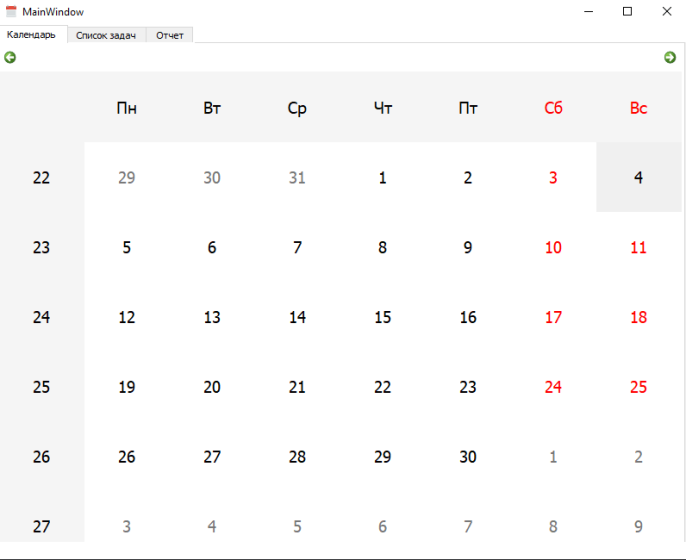 MainWindow
Календарь Список задач Отчет
Пн Вт Ср Чт Пт Сб Вс
22 29 30 31 1 2 3 4
23 5 6 7 8 9 10 11
24 12 13 14 15 16 17 18
25 19 20 21 22 23 24 25
26 26 27 28 29 30 1 2
27 3 4 5 6 7 8 9